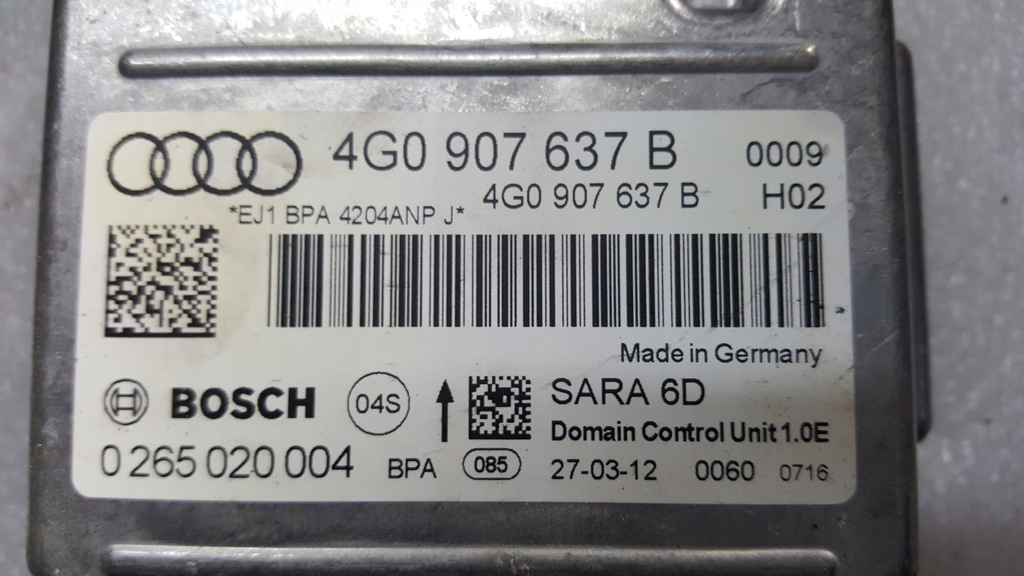 4G0 907 637 B 0009
4G0 907 637 B H02
*EJ1 BPA 4204ANP J*
Made in Germany
BOSCH 04S SARA 6D
Domain Control Unit 1.0E
0 265 020 004 BPA 085 27-03-12 0060 0716